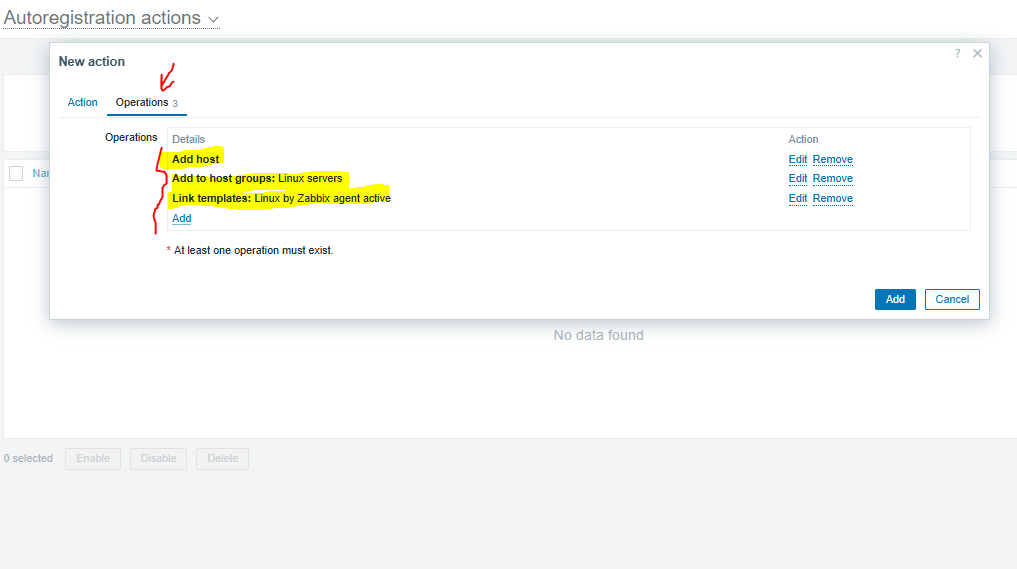 Autoregistration actions
New action
?
Action Operations 3
Operations Details Action
Add host Edit Remove
Add to host groups: Linux servers Edit Remove
Link templates: Linux by Zabbix agent active Edit Remove
Add
* At least one operation must exist.
Add Cancel
Nar
No data found
0 selected Enable Disable Delete